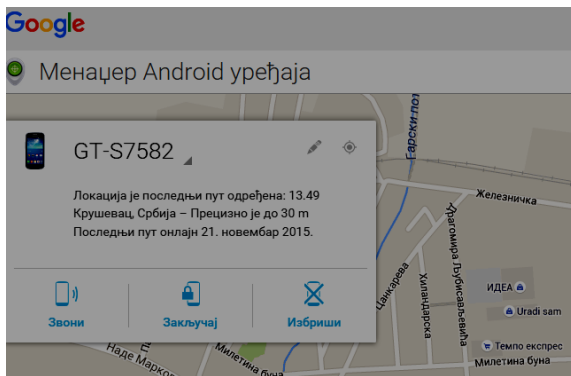 Google
Менаџер Android уређаја
GT-S7582
Локација је последњи пут одређена: 13.49
Крушевац, Србија – Прецизно је до 30 m
Последњи пут онлајн 21. новембар 2015.
Звони
Закључај
Избриши
Гарски пот
Железничка
Драгомира Љубисављевића
Цанкарева
Хиландарска
ИДЕА
Uradi sam
Темпо експрес
Милетина буна
Наде Марко
Милетина буна